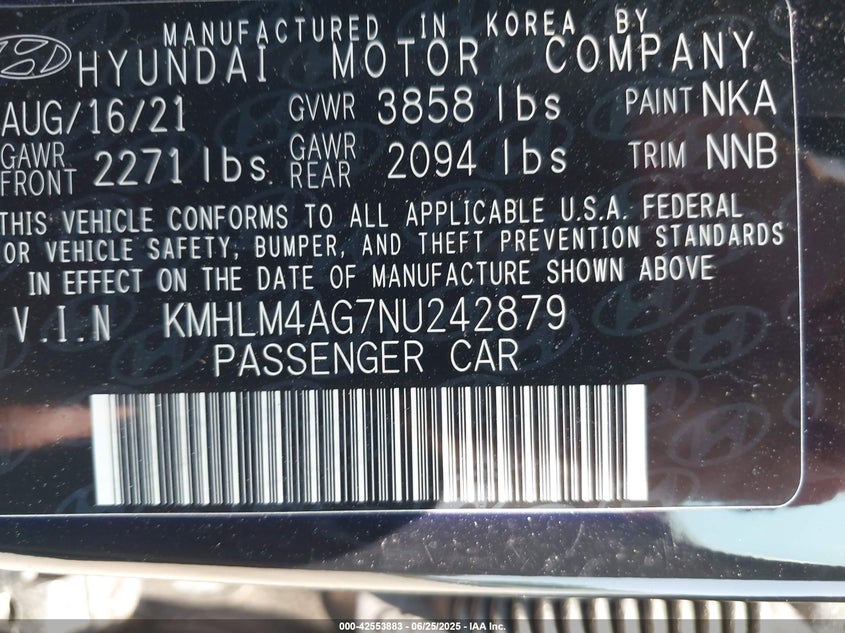 MANUFACTURED IN KOREA BY
HYUNDAI MOTOR COMPANY
AUG/16/21 GVWR 3858 lbs PAINT NKA
GAWR FRONT 2271 lbs GAWR REAR 2094 lbs TRIM NNB
THIS VEHICLE CONFORMS TO ALL APPLICABLE U.S.A. FEDERAL
OR VEHICLE SAFETY, BUMPER, AND THEFT PREVENTION STANDARDS
IN EFFECT ON THE DATE OF MANUFACTURE SHOWN ABOVE
V.I.N KMHLM4AG7NU242879
PASSENGER CAR
000-42553883 - 06/25/2025 - IAA Inc.